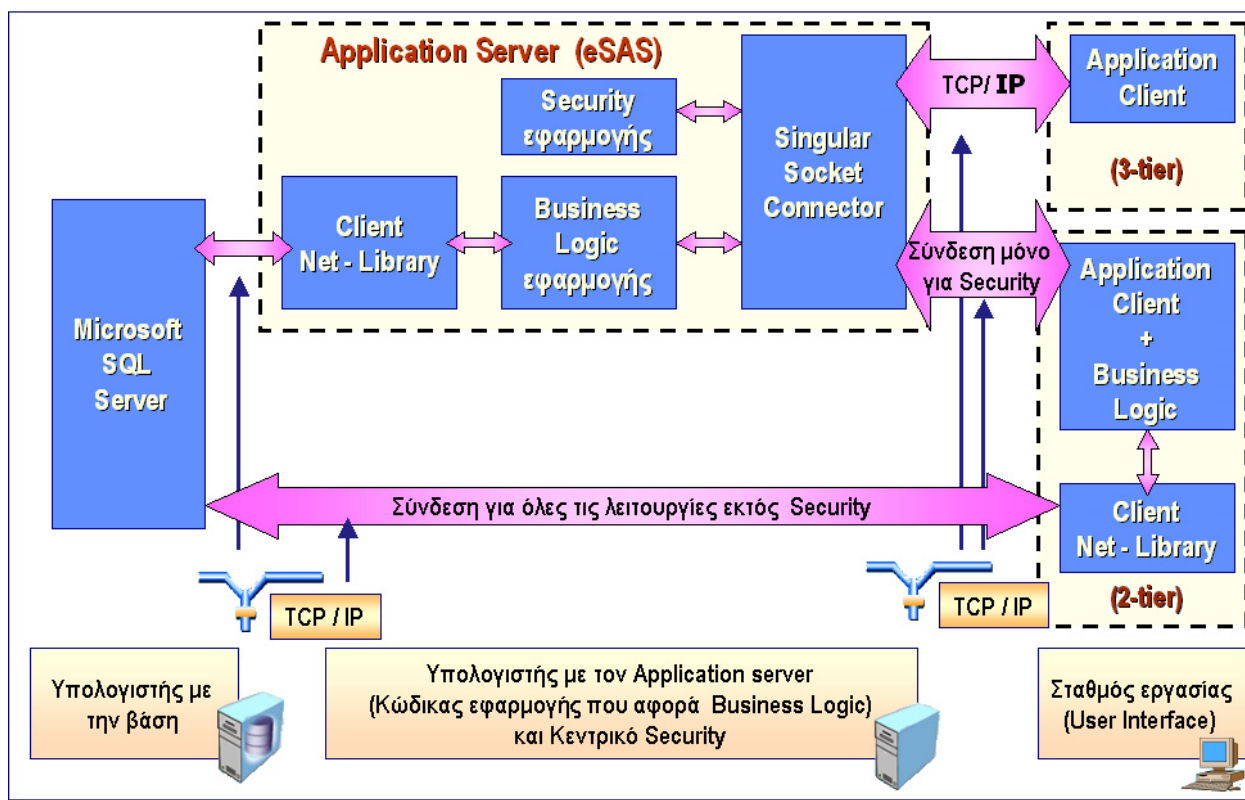 Application Server (eSAS)
Security
εφαρμογής
Client
Net - Library
Business
Logic
εφαρμογής
Singular
Socket
Connector
TCP/ IP
Application
Client
(3-tier)
Σύνδεση μόνο
για Security
Application
Client
+
Business
Logic
Microsoft
SQL
Server
Σύνδεση για όλες τις λειτουργίες εκτός Security
Client
Net - Library
(2-tier)
TCP / IP
TCP / IP
Υπολογιστής με
την βάση
Υπολογιστής με τον Application server
(Κώδικας εφαρμογής που αφορά Business Logic)
και Κεντρικό Security
Σταθμός εργασίας
(User Interface)